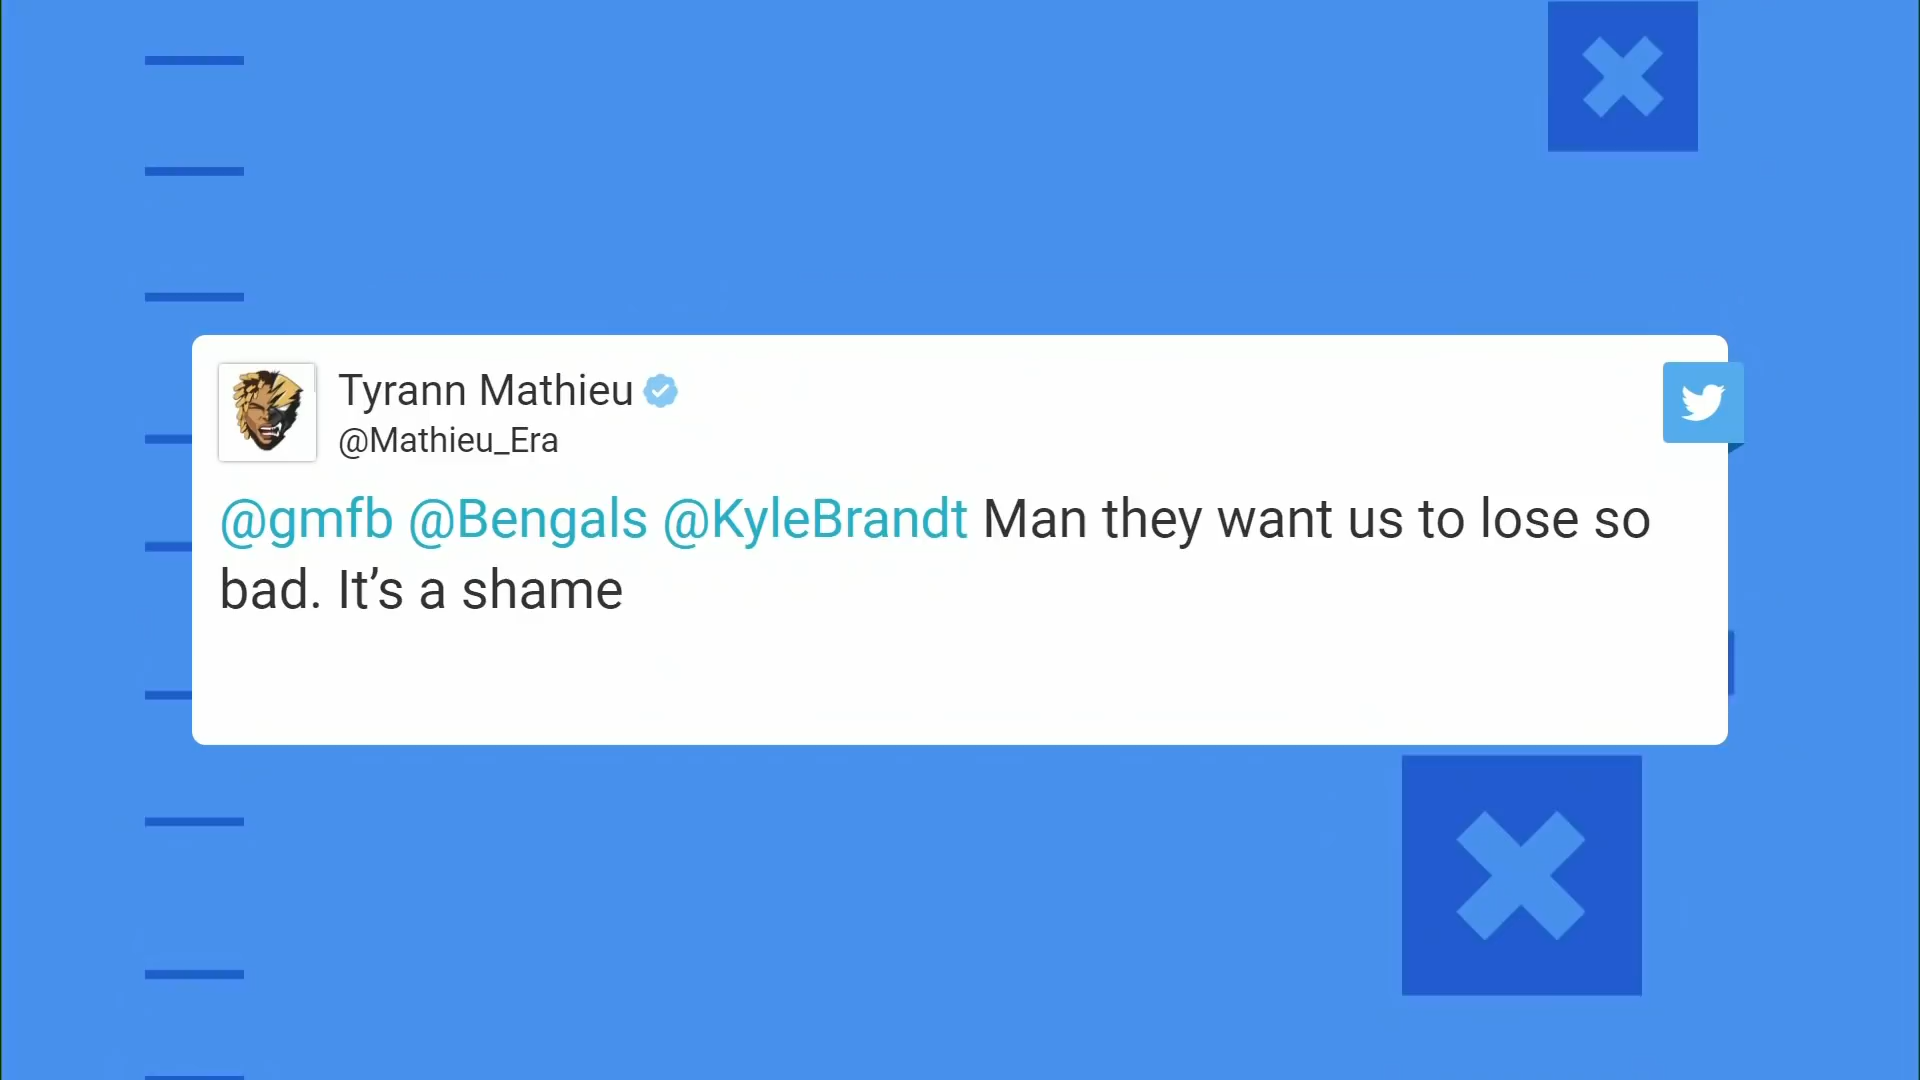 Tyrann Mathieu
@Mathieu_Era
@gmfb @Bengals @KyleBrandt Man they want us to lose so
bad. It’s a shame